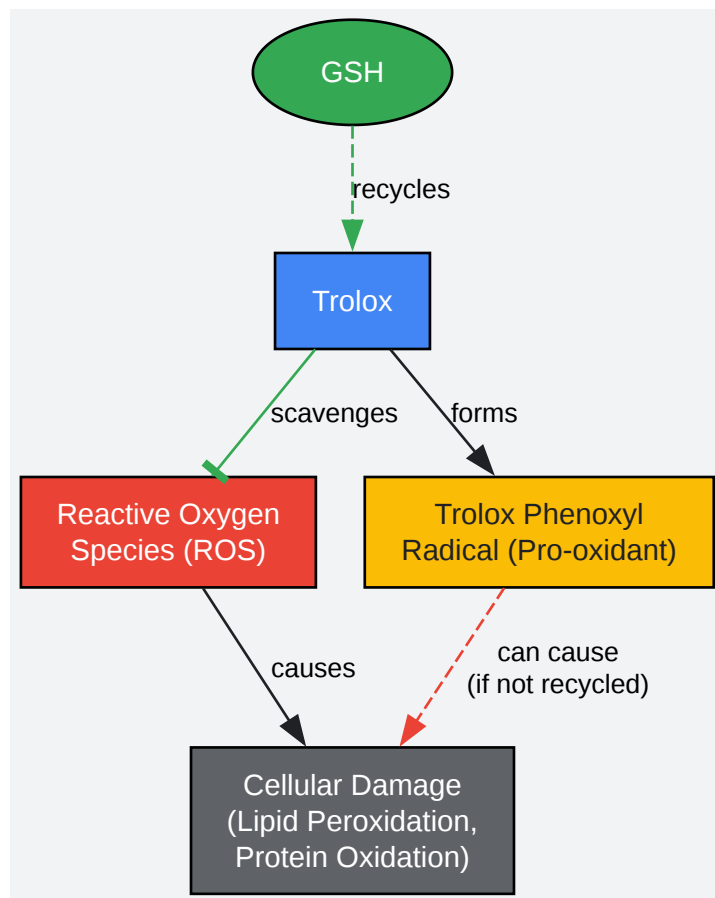 GSH
recycles
Trolox
scavenges
forms
Reactive Oxygen
Species (ROS)
Trolox Phenoxyl
Radical (Pro-oxidant)
causes
can cause
(if not recycled)
Cellular Damage
(Lipid Peroxidation,
Protein Oxidation)